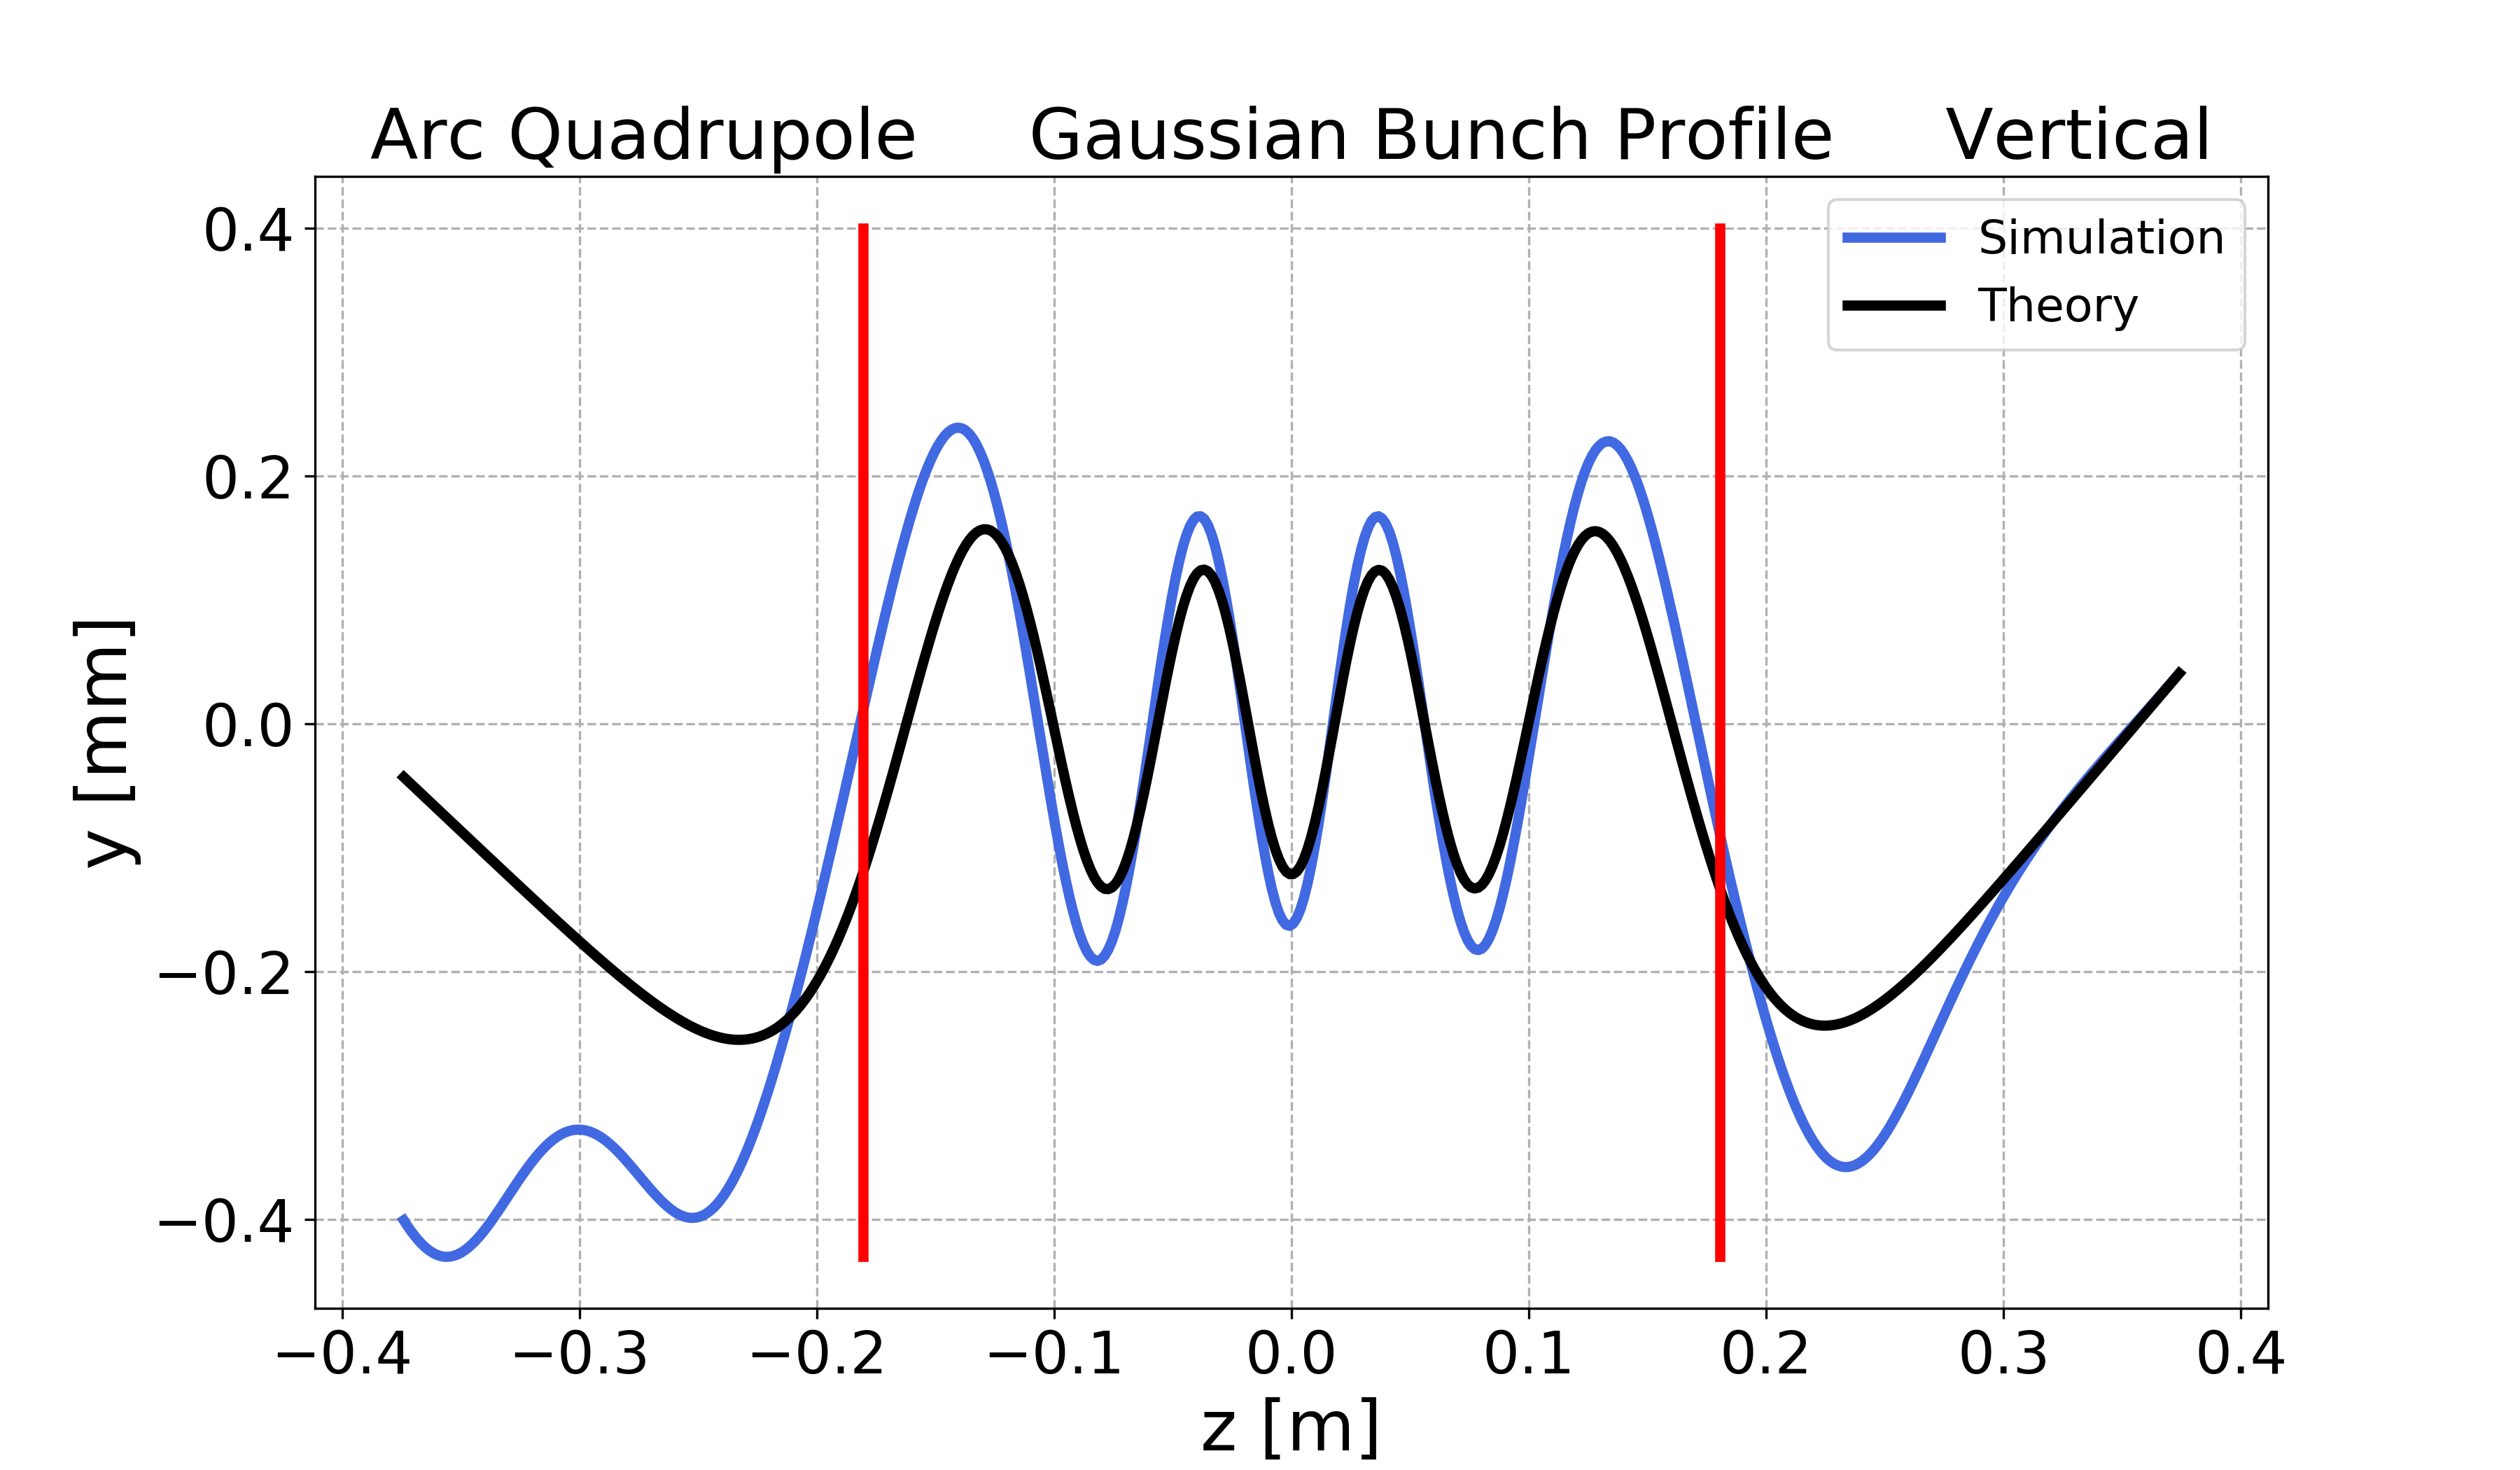 Arc Quadrupole Gaussian Bunch Profile Vertical
Simulation
Theory
y [mm]
0.4
0.2
0.0
−0.2
−0.4
−0.4 −0.3 −0.2 −0.1 0.0 0.1 0.2 0.3 0.4
z [m]